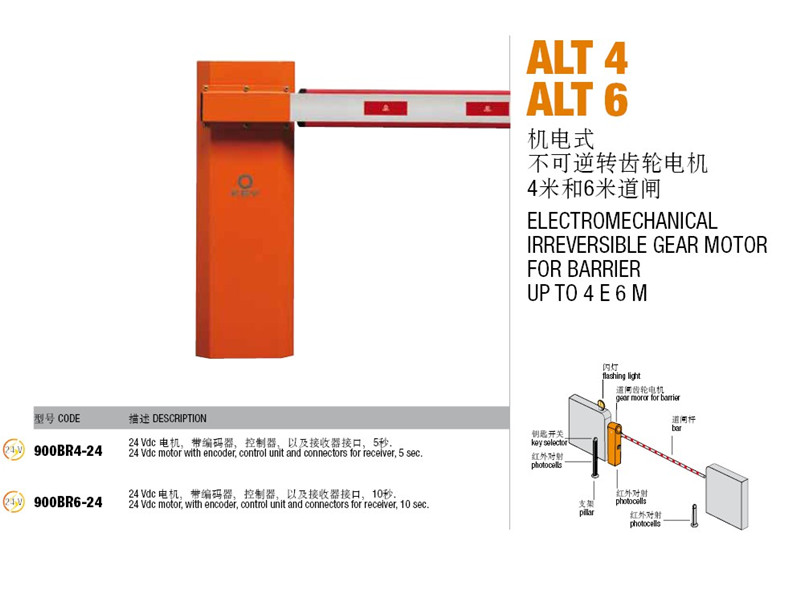 ALT 4
ALT 6
机电式
不可逆转齿轮电机
4米和6米道闸
ELECTROMECHANICAL
IRREVERSIBLE GEAR MOTOR
FOR BARRIER
UP TO 4 E 6 M
KEY
型号 CODE
描述 DESCRIPTION
24 V
900BR4-24
24 Vdc 电机，带编码器，控制器，以及接收器接口，5秒.
24 Vdc motor with encoder, control unit and connectors for receiver, 5 sec.
24 V
900BR6-24
24 Vdc 电机，带编码器，控制器，以及接收器接口，10秒.
24 Vdc motor, with encoder, control unit and connectors for receiver, 10 sec.
闪灯
flashing light
道闸齿轮电机
gear moror for barrier
道闸杆
bar
钥匙开关
key selector
红外对射
photocells
支架
pillar
红外对射
photocells
红外对射
photocells